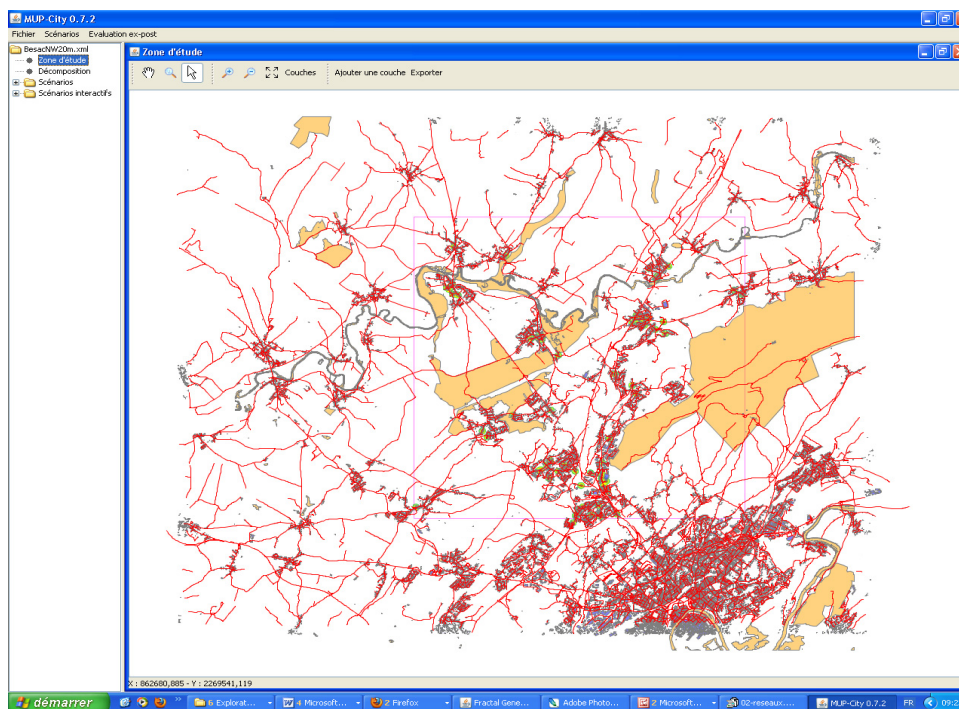 MUP-City 0.7.2
Fichier Scénarios Evaluation ex-post
BesacNW20m.xml
Zone d'étude
Décomposition
Scénarios
Scénarios interactifs
Zone d'étude
Couches Ajouter une couche Exporter
X : 862680,885 - Y : 2269541,119
démarrer
6 Explorat...
4 Microsoft...
2 Firefox
Fractal Gene...
Adobe Photo...
2 Microsoft...
02-reseaux....
MUP-City 0.7.2
FR